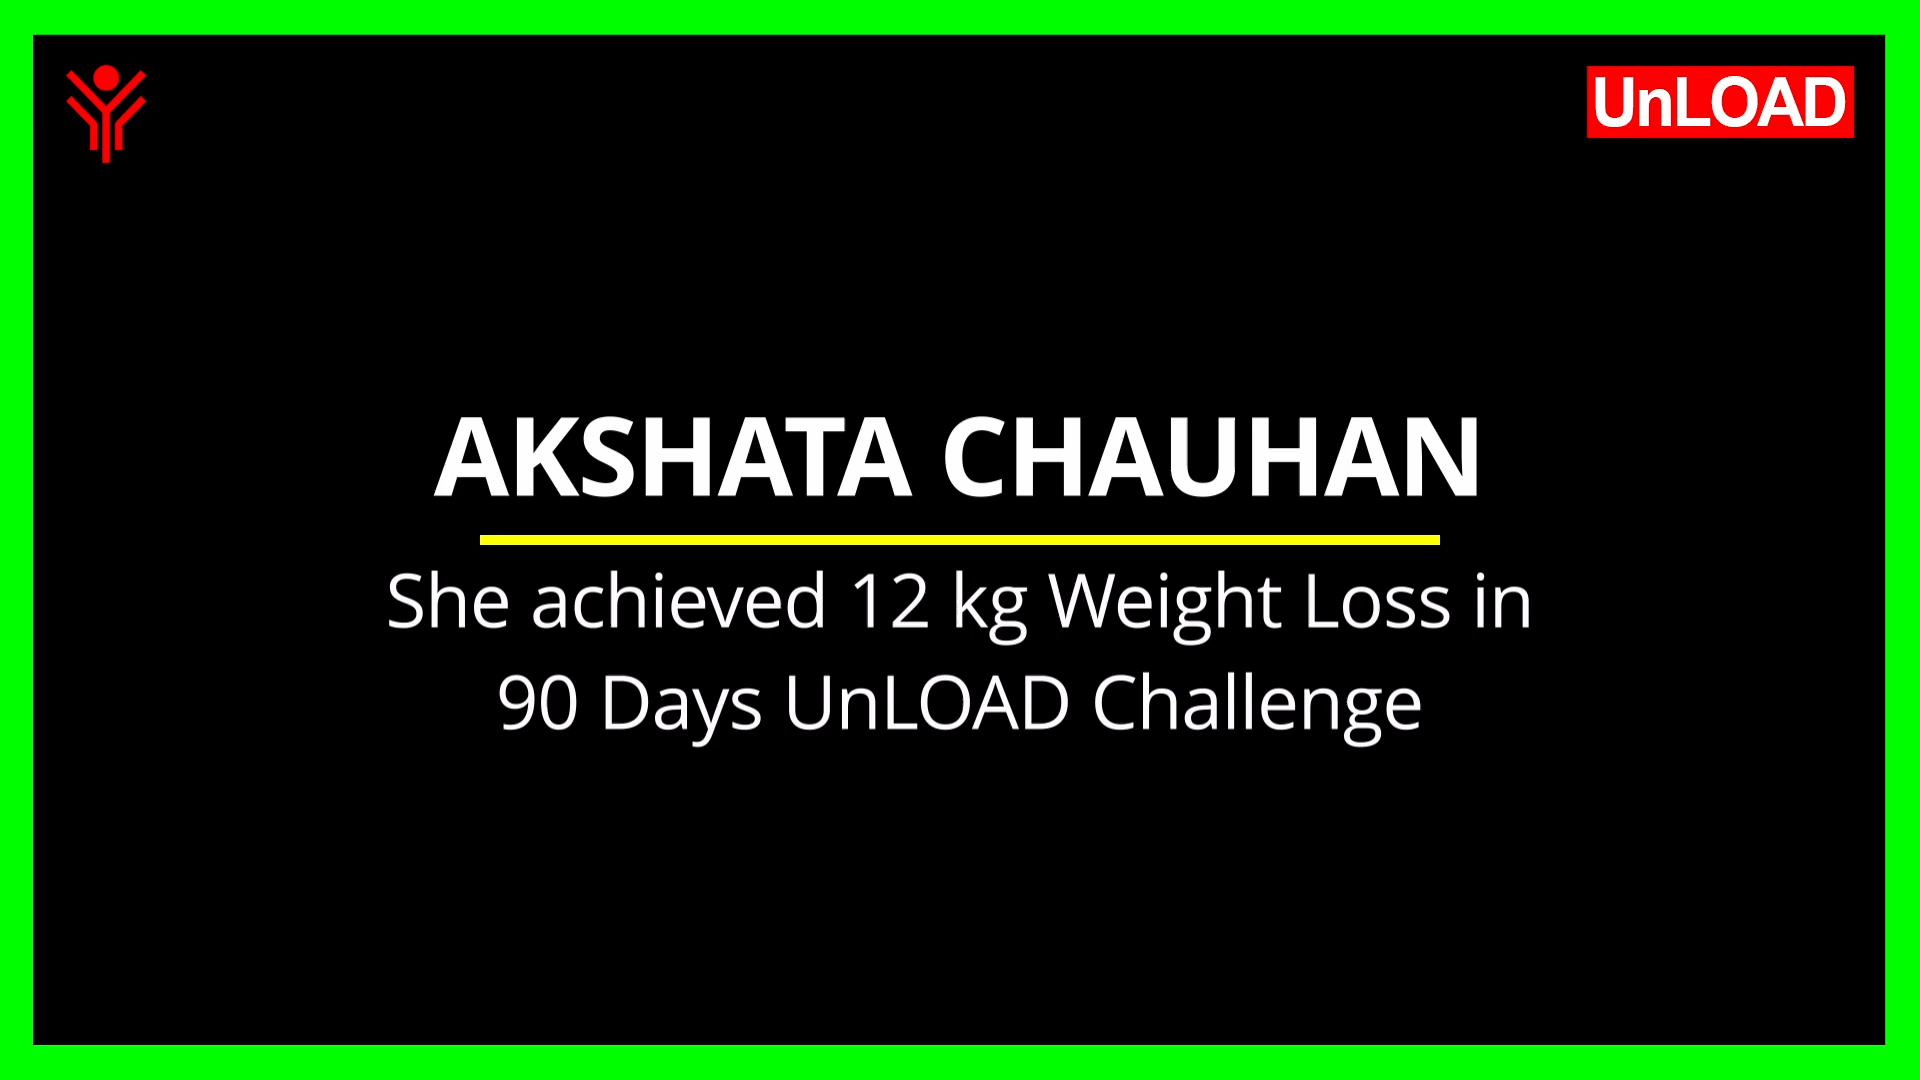 UnLOAD
AKSHATA CHAUHAN
She achieved 12 kg Weight Loss in
90 Days UnLOAD Challenge